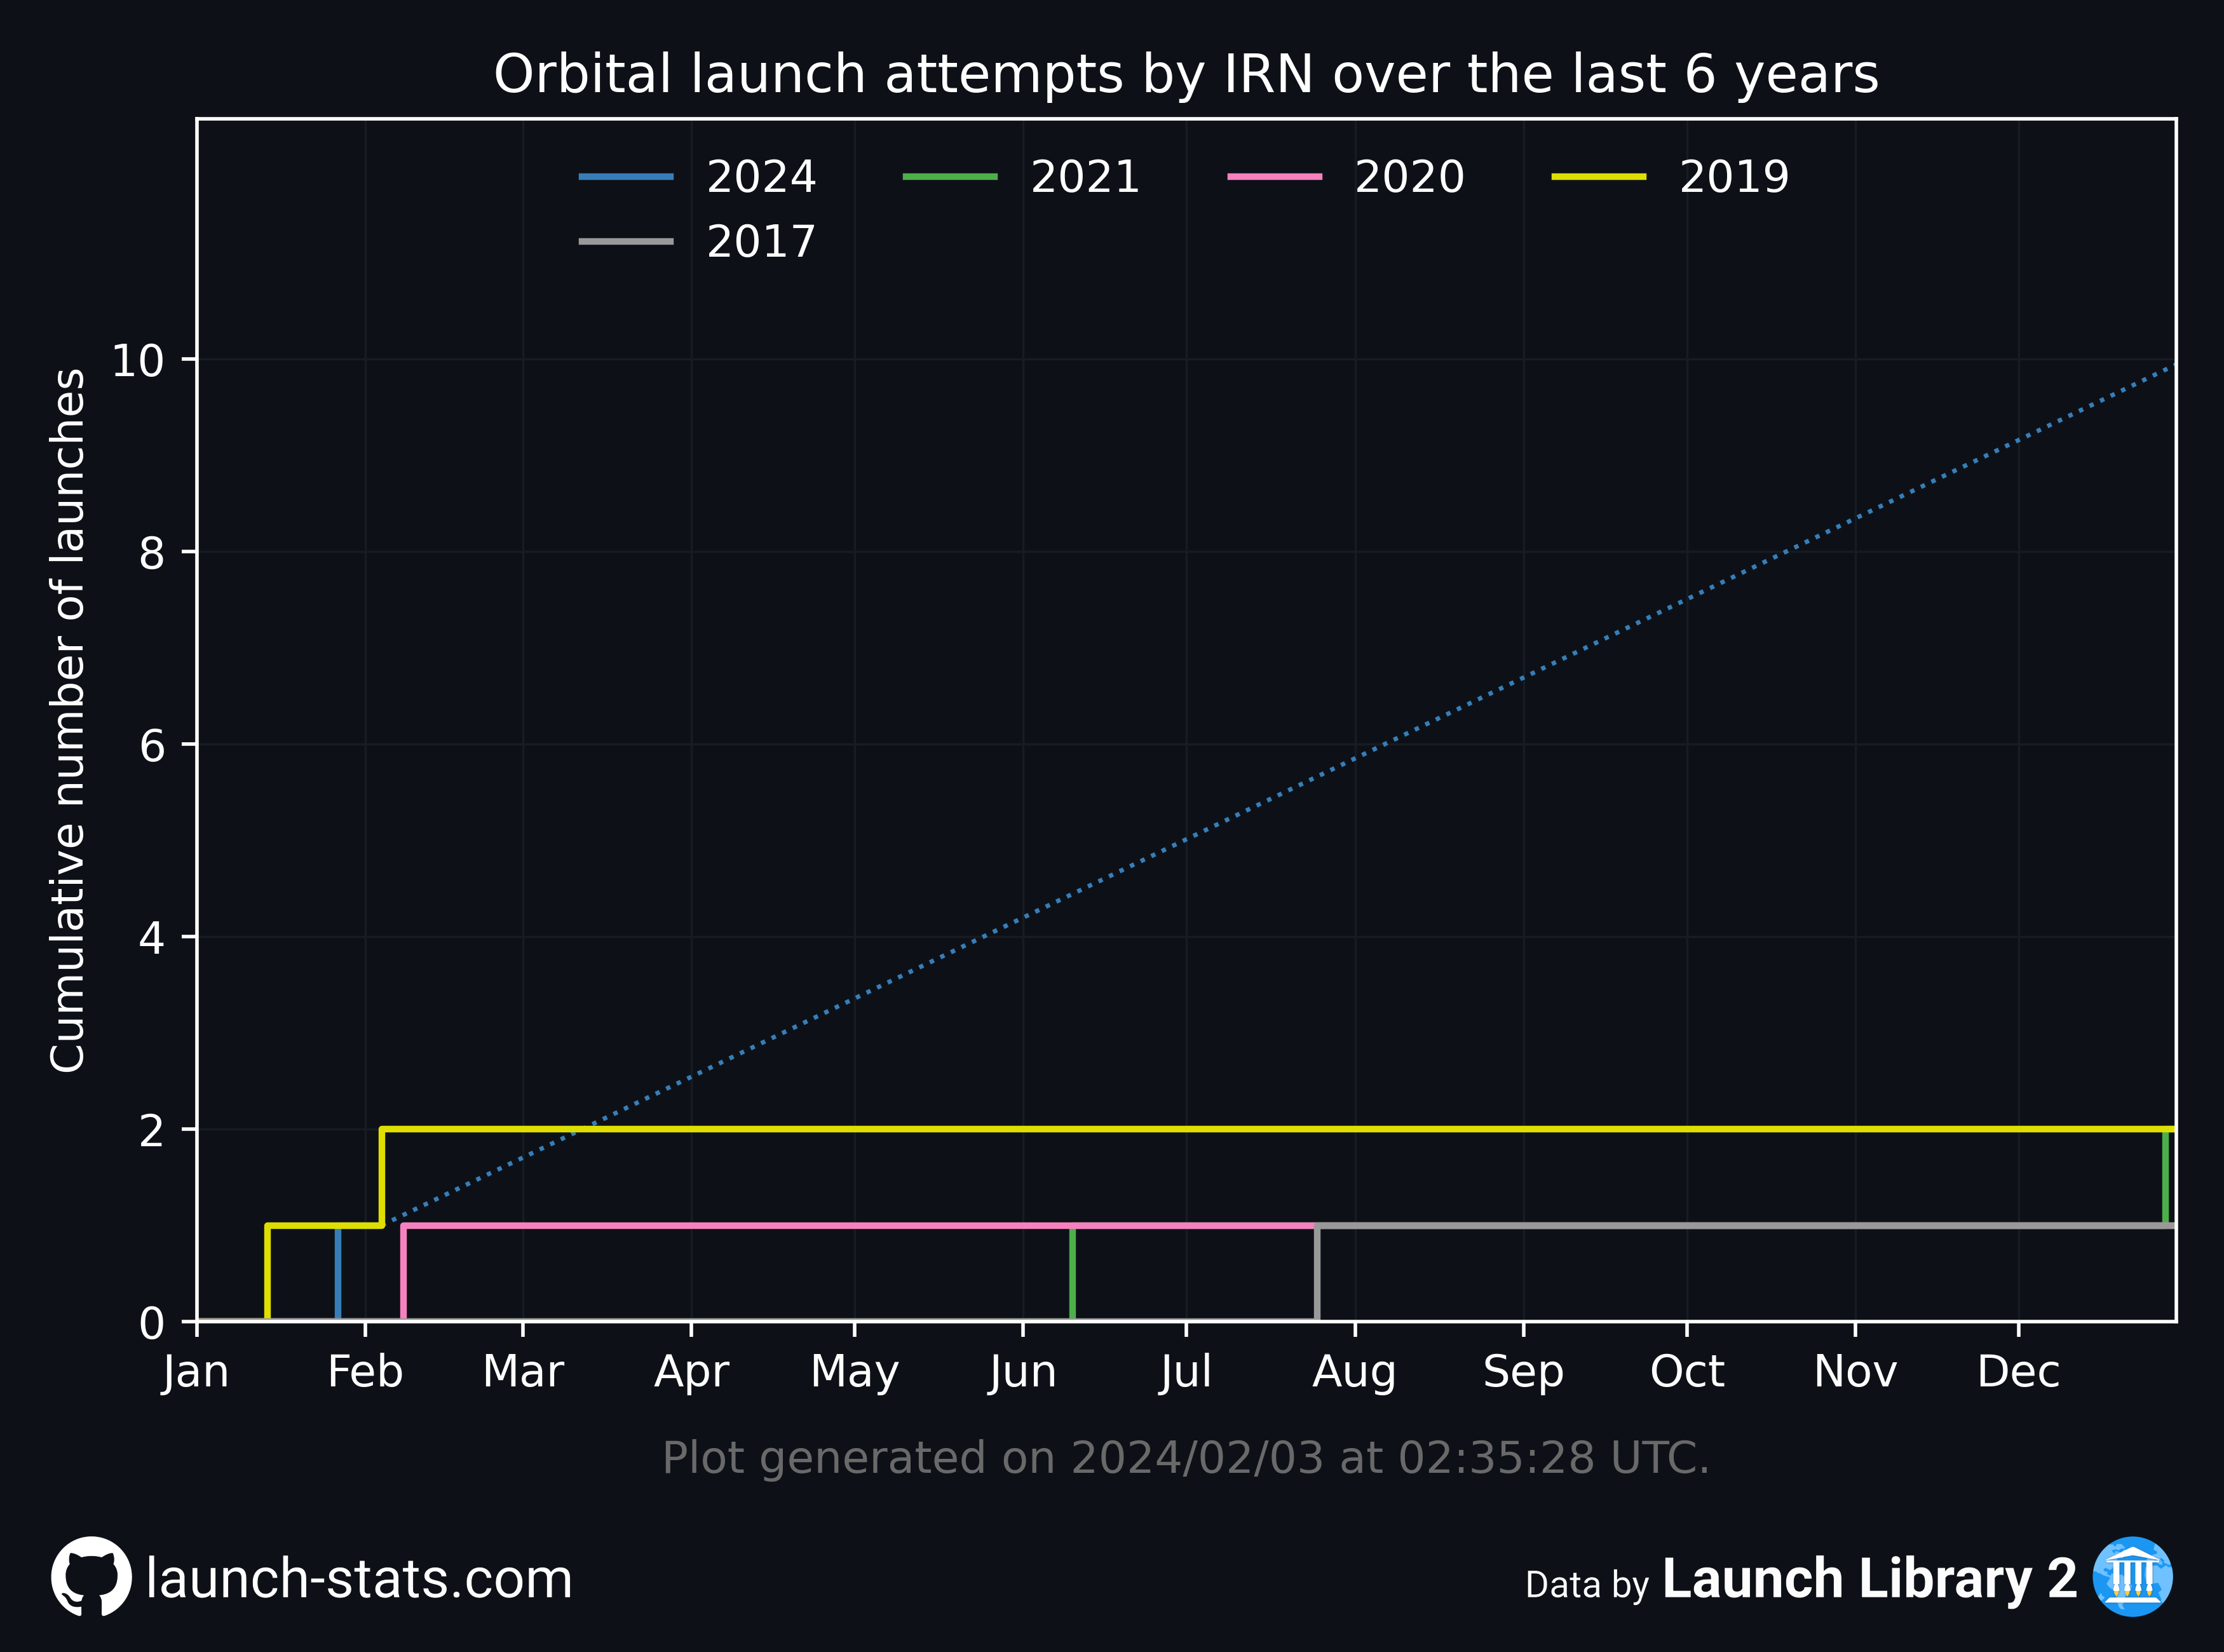 Orbital launch attempts by IRN over the last 6 years
2024 2021 2020 2019
2017
Cumulative number of launches
10
8
6
4
2
0
Jan Feb Mar Apr May Jun Jul Aug Sep Oct Nov Dec
Plot generated on 2024/02/03 at 02:35:28 UTC.
launch-stats.com
Data by Launch Library 2